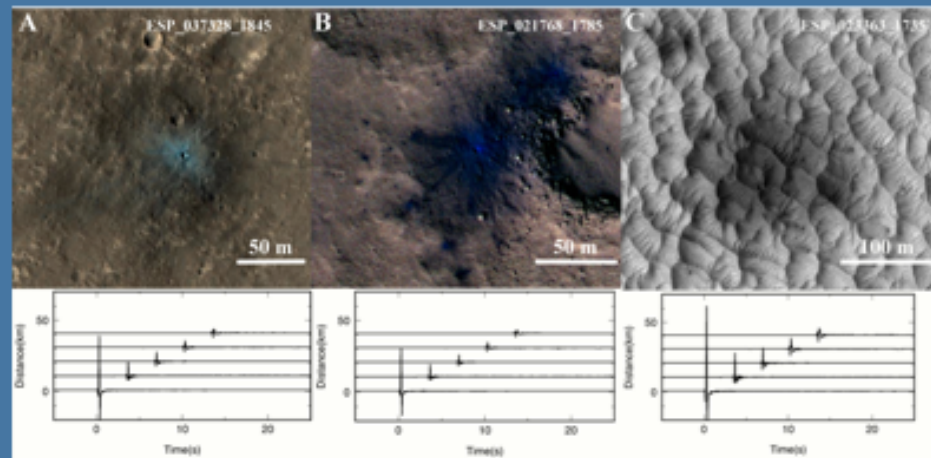 A ESP_037328_1845
B ESP_021768_1785
C ESP_023363_1735
50 m
50 m
100 m
Distance(km)
50
0
0 10 20
Time(s)
Distance(km)
50
0
0 10 20
Time(s)
Distance(km)
50
0
0 10 20
Time(s)